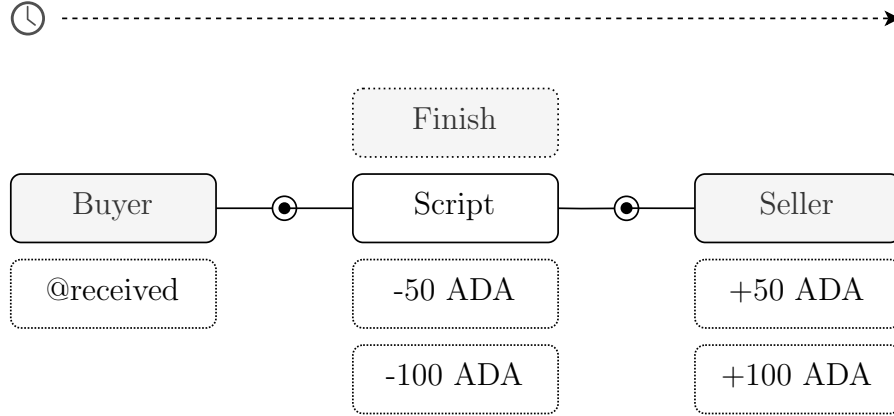 Finish
Buyer
Script
Seller
@received
-50 ADA
+50 ADA
-100 ADA
+100 ADA